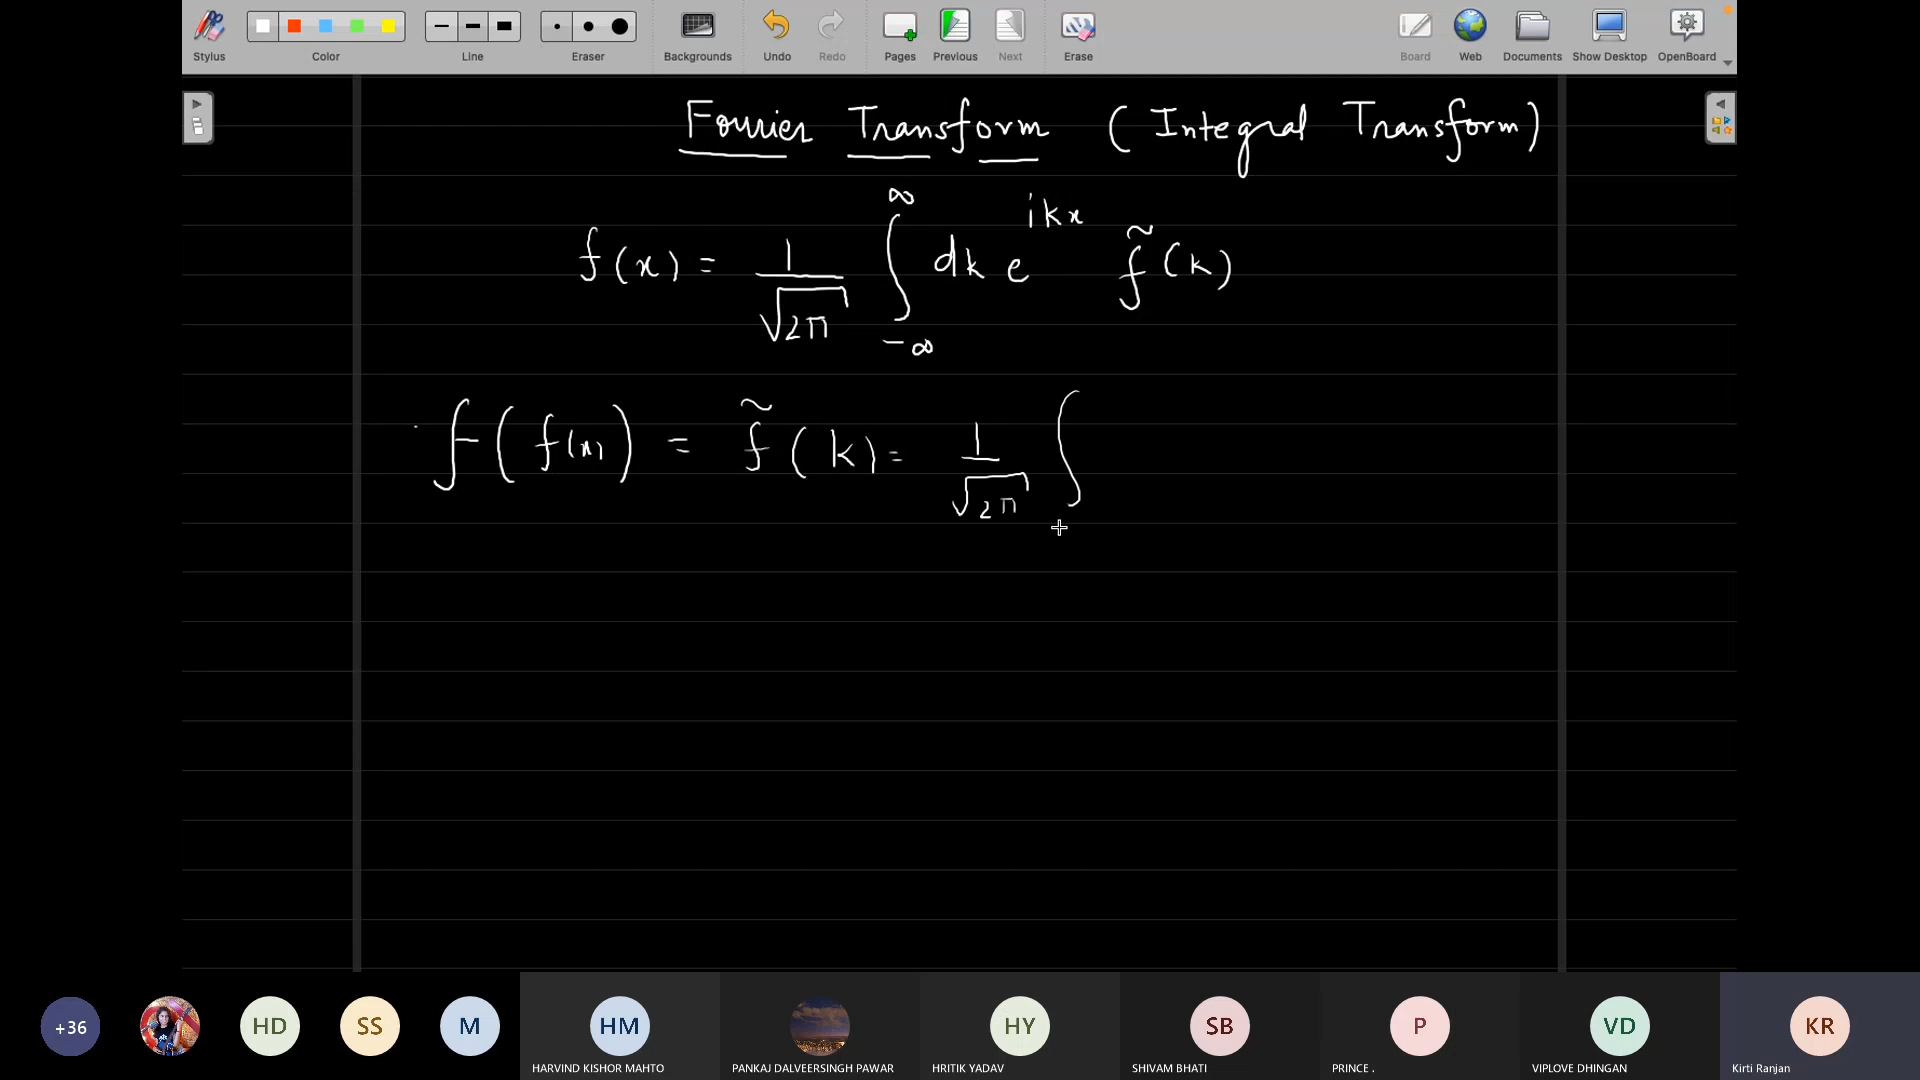 Stylus Color Line Eraser Backgrounds Undo Redo Pages Previous Next Erase Board Web Documents Show Desktop OpenBoard
Fourier Transform (Integral Transform)
f(x) = 1/√2π ∫_{-∞}^{∞} dk e^{ikx} f̃(k)
F(f(x)) = f̃(k) = 1/√2π ∫
+36 HD SS M HM HY SB P VD KR
HARVIND KISHOR MAHTO PANKAJ DALVEERSINGH PAWAR HRITIK YADAV SHIVAM BHATI PRINCE . VIPLOVE DHINGAN Kirti Ranjan